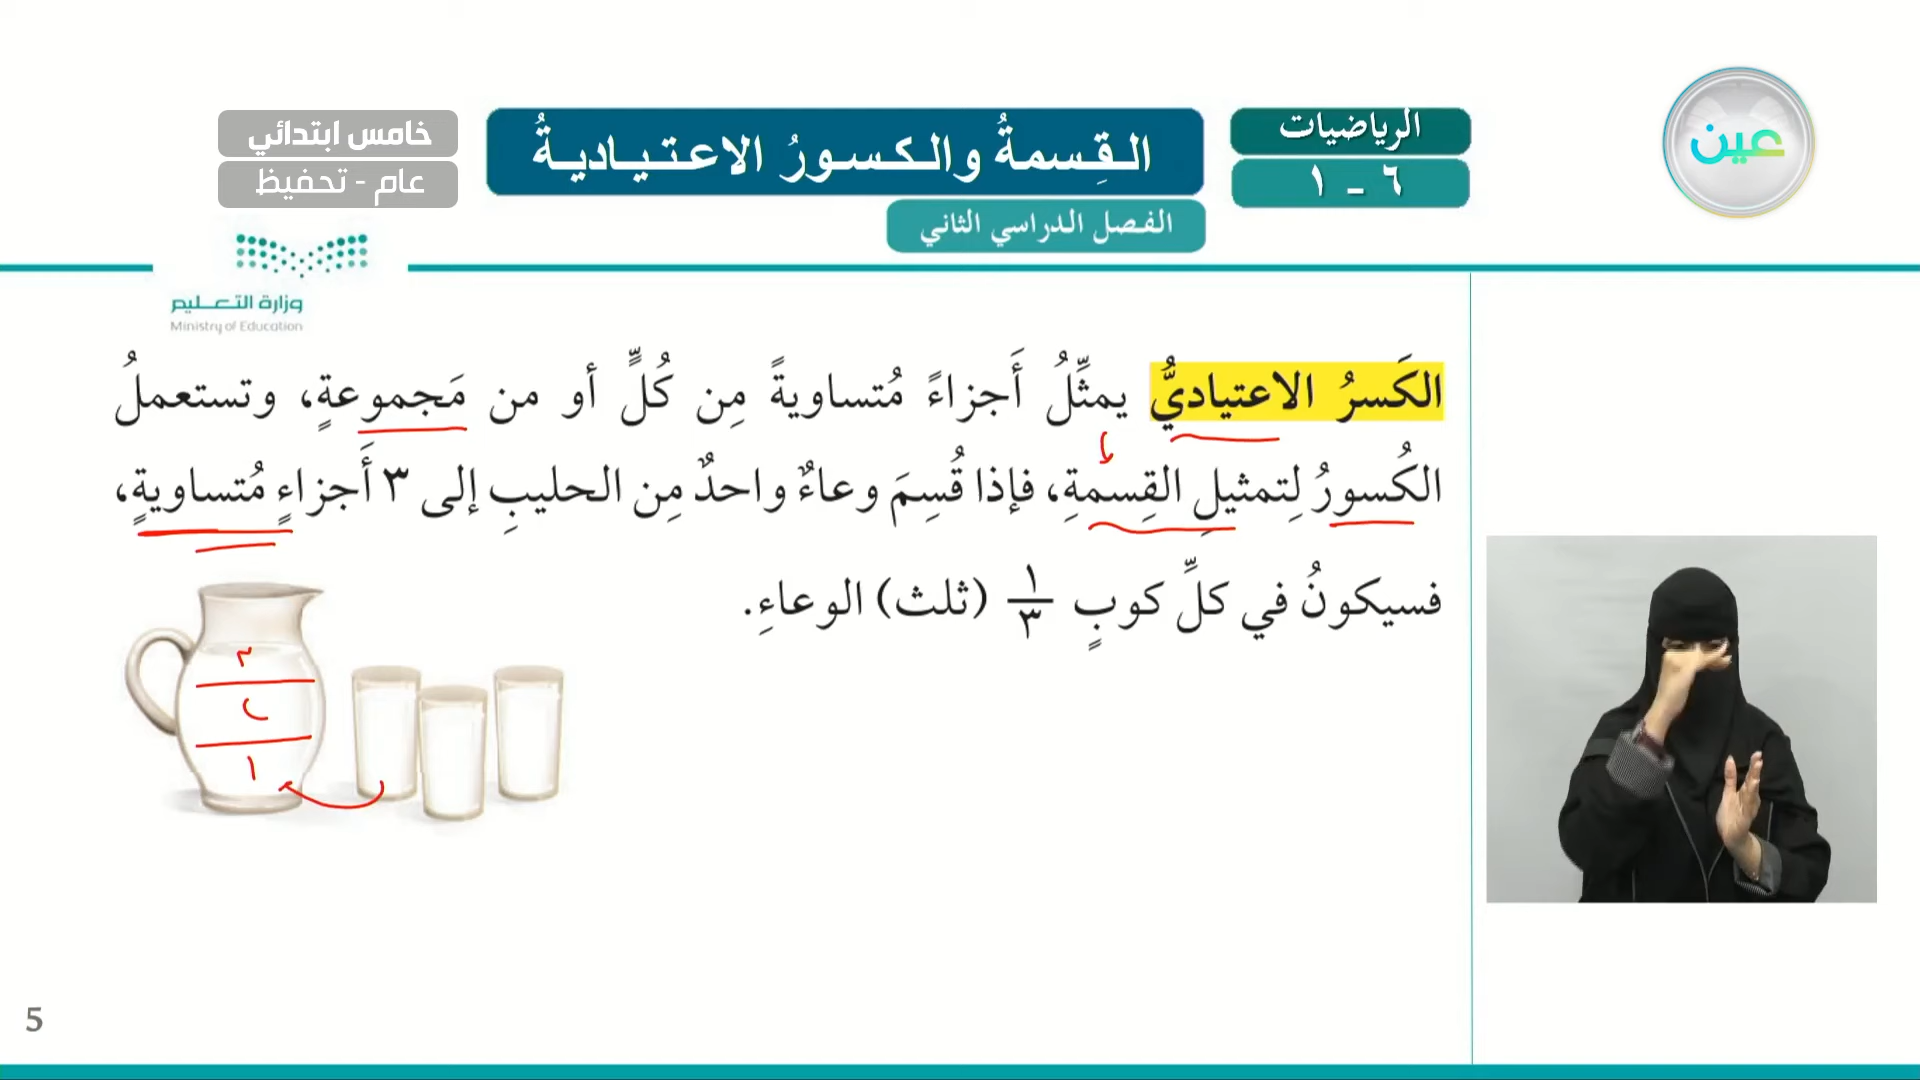 عين
الرياضيات
٦ - ١
القِسمةُ والكسورُ الاعتياديةُ
الفصل الدراسي الثاني
خامس ابتدائي
عام - تحفيظ
وزارة التعليم
Ministry of Education
الكَسرُ الاعتياديُّ يمثِّلُ أَجزاءً مُتساويةً مِن كُلٍّ أو من مَجموعةٍ، وتستعملُ
الكُسورُ لِتمثيلِ القِسمةِ، فإذا قُسِمَ وعاءٌ واحدٌ مِن الحليبِ إلى ٣ أَجزاءٍ مُتساويةٍ،
فسيكونُ في كلِّ كوبٍ ١/٣ (ثلث) الوعاءِ.
٣
٢
١
5